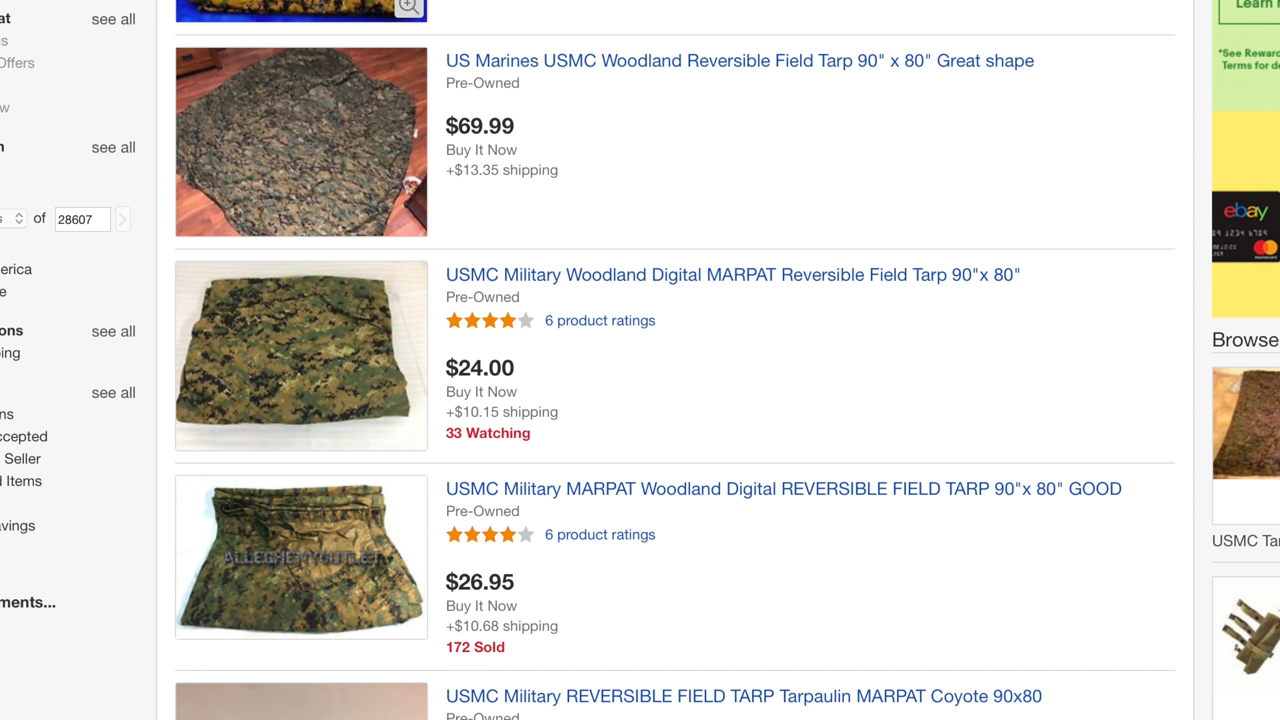 at
see all
s
Offers
w
n
see all
s
of
28607
erica
e
ons
see all
ing
see all
ns
ccepted
Seller
d Items
avings
ments...
US Marines USMC Woodland Reversible Field Tarp 90" x 80" Great shape
Pre-Owned
$69.99
Buy It Now
+$13.35 shipping
USMC Military Woodland Digital MARPAT Reversible Field Tarp 90"x 80"
Pre-Owned
6 product ratings
$24.00
Buy It Now
+$10.15 shipping
33 Watching
ALLEGHENYOUTLET
USMC Military MARPAT Woodland Digital REVERSIBLE FIELD TARP 90"x 80" GOOD
Pre-Owned
6 product ratings
$26.95
Buy It Now
+$10.68 shipping
172 Sold
USMC Military REVERSIBLE FIELD TARP Tarpaulin MARPAT Coyote 90x80
Pre-Owned
Learn
*See Reward
Terms for de
ebay
mastercard
Browse
USMC Ta